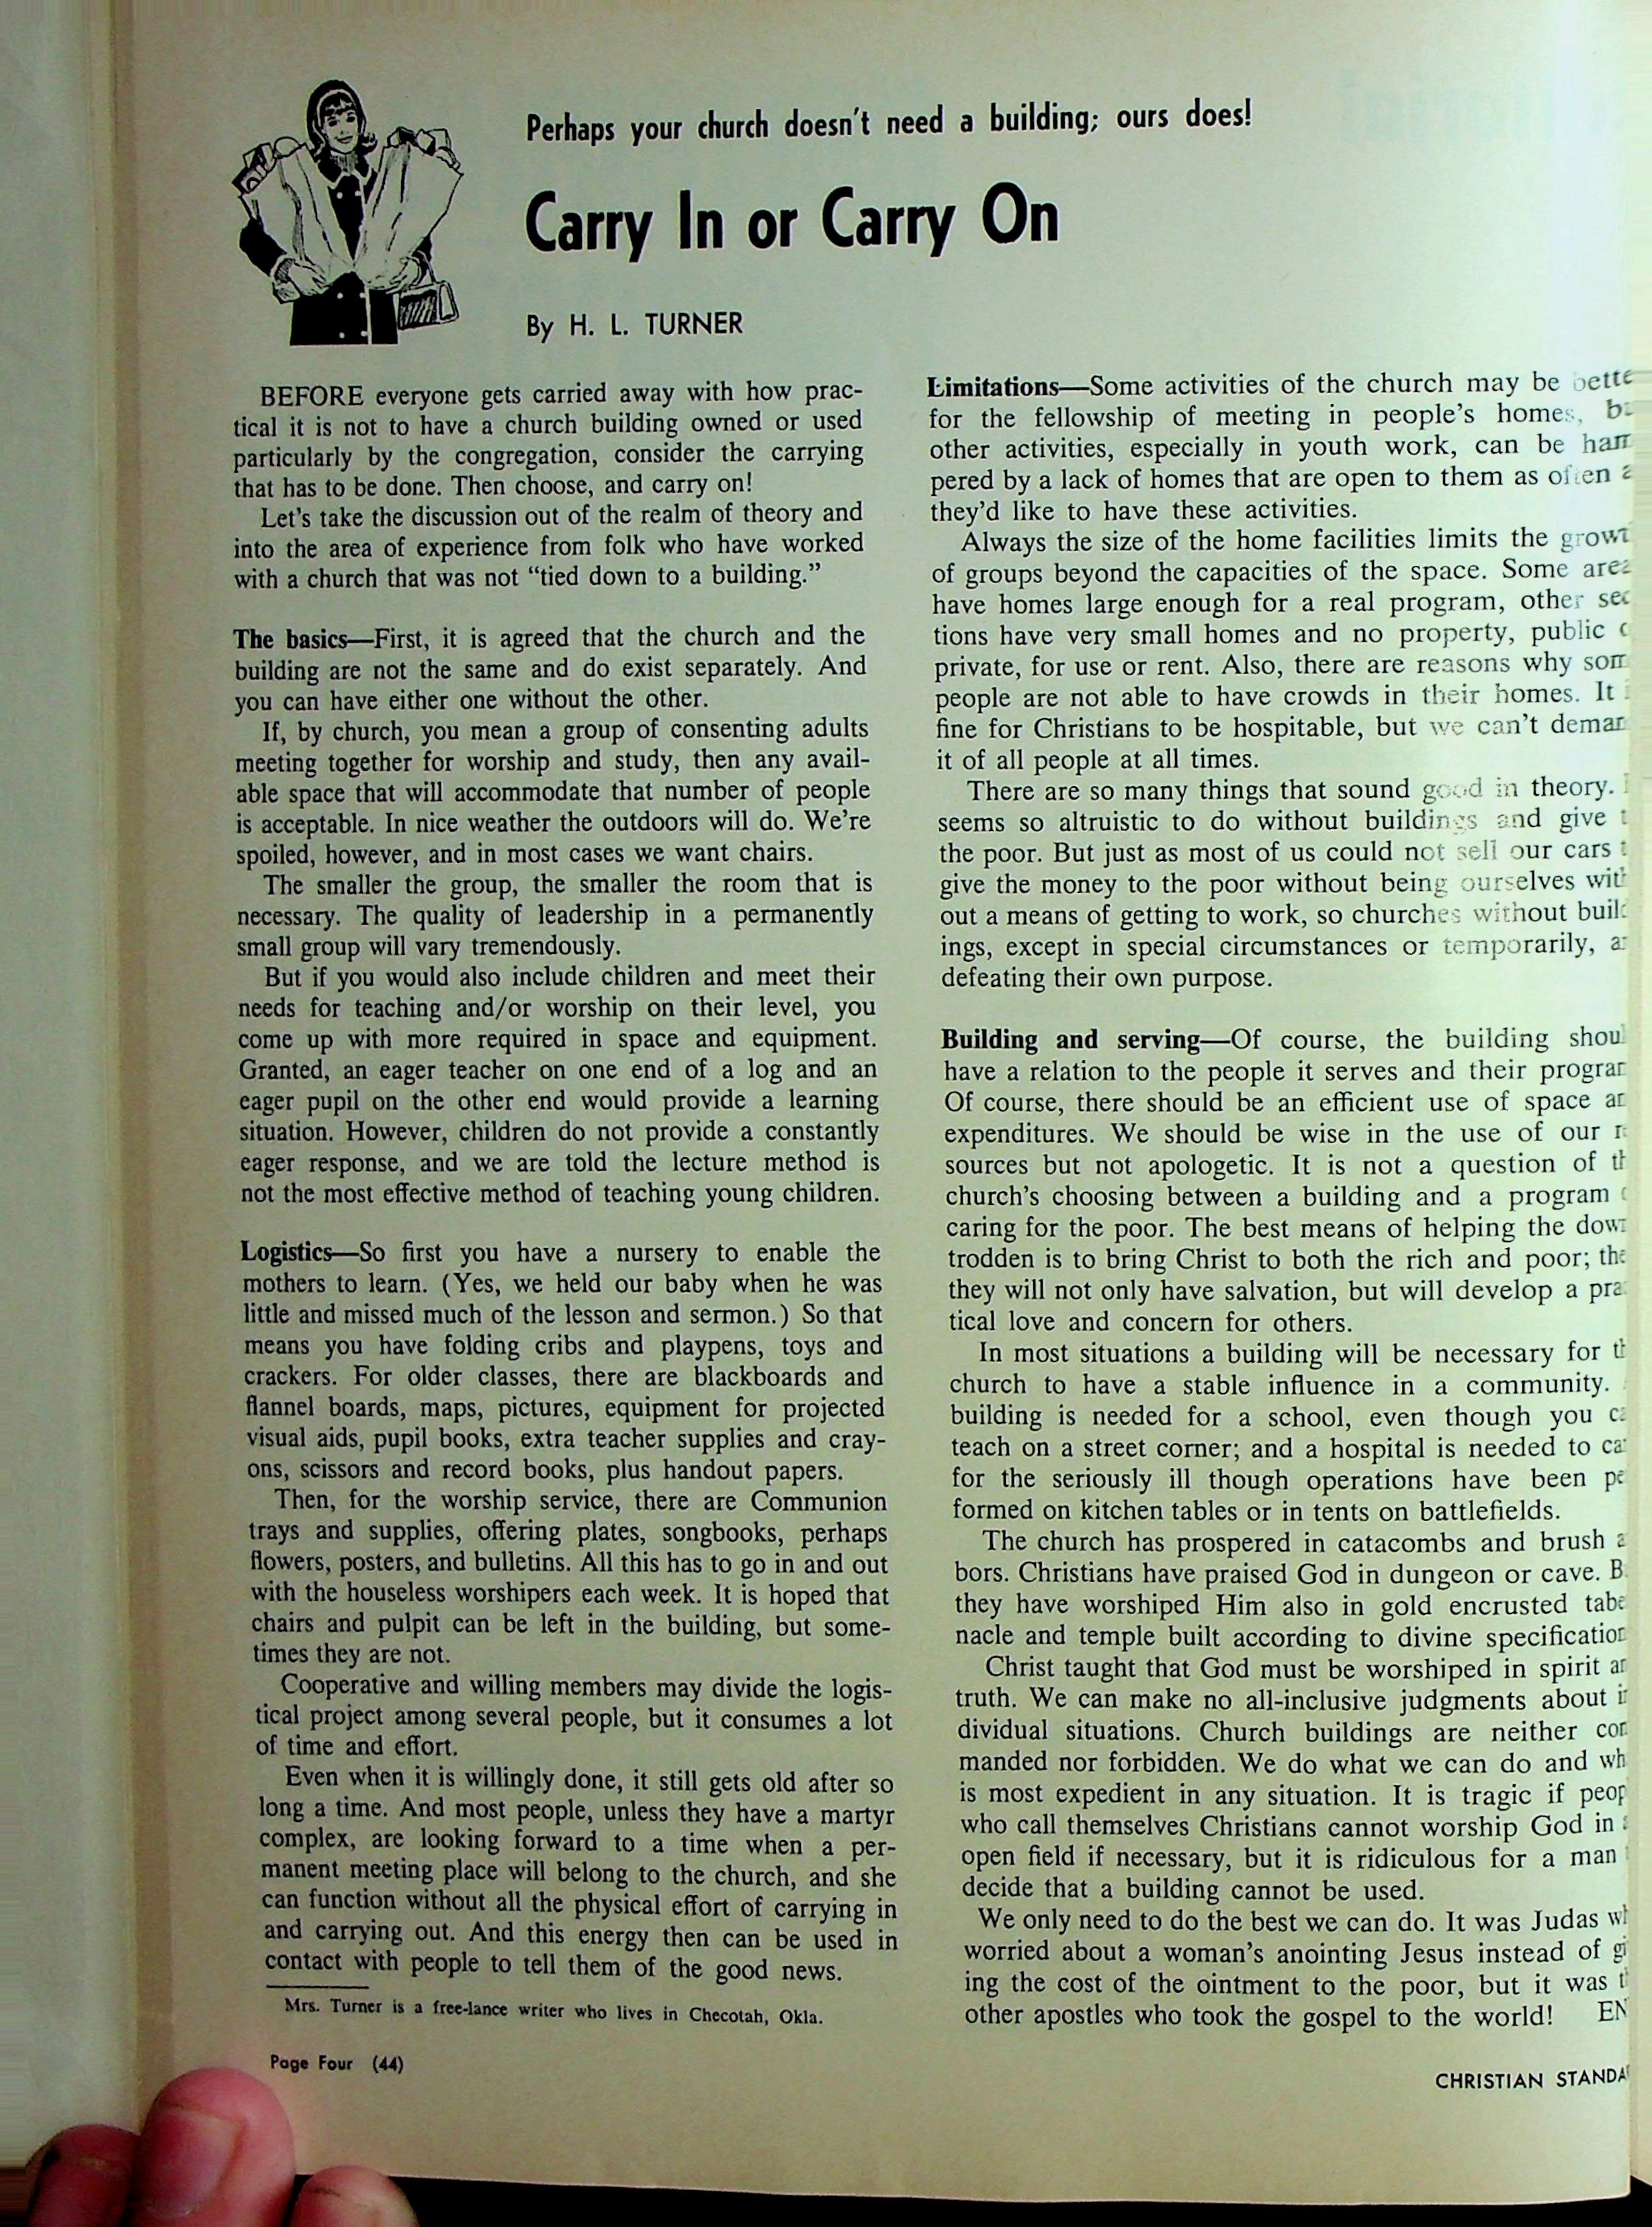 Perhaps your church doesn't need a building; ours does!
Carry In or Carry On
By H. L. TURNER
BEFORE everyone gets carried away with how prac-
tical it is not to have a church building owned or used
particularly by the congregation, consider the carrying
that has to be done. Then choose, and carry on!
Let's take the discussion out of the realm of theory and
into the area of experience from folk who have worked
with a church that was not “tied down to a building.”
The basics—First, it is agreed that the church and the
building are not the same and do exist separately. And
you can have either one without the other.
If, by church, you mean a group of consenting adults
meeting together for worship and study, then any avail-
able space that will accommodate that number of people
is acceptable. In nice weather the outdoors will do. We're
spoiled, however, and in most cases we want chairs.
The smaller the group, the smaller the room that is
necessary. The quality of leadership in a permanently
small group will vary tremendously.
But if you would also include children and meet their
needs for teaching and/or worship on their level, you
come up with more required in space and equipment.
Granted, an eager teacher on one end of a log and an
eager pupil on the other end would provide a learning
situation. However, children do not provide a constantly
eager response, and we are told the lecture method is
not the most effective method of teaching young children.
Logistics—So first you have a nursery to enable the
mothers to learn. (Yes, we held our baby when he was
little and missed much of the lesson and sermon.) So that
means you have folding cribs and playpens, toys and
crackers. For older classes, there are blackboards and
flannel boards, maps, pictures, equipment for projected
visual aids, pupil books, extra teacher supplies and cray-
ons, scissors and record books, plus handout papers.
Then, for the worship service, there are Communion
trays and supplies, offering plates, songbooks, perhaps
flowers, posters, and bulletins. All this has to go in and out
with the houseless worshipers each week. It is hoped that
chairs and pulpit can be left in the building, but some-
times they are not.
Cooperative and willing members may divide the logis-
tical project among several people, but it consumes a lot
of time and effort.
Even when it is willingly done, it still gets old after so
long a time. And most people, unless they have a martyr
complex, are looking forward to a time when a per-
manent meeting place will belong to the church, and she
can function without all the physical effort of carrying in
and carrying out. And this energy then can be used in
contact with people to tell them of the good news.
Mrs. Turner is a free-lance writer who lives in Checotah, Okla.
Page Four (44)
Limitations—Some activities of the church may be bette
for the fellowship of meeting in people's homes, b
other activities, especially in youth work, can be ham
pered by a lack of homes that are open to them as often a
they'd like to have these activities.
Always the size of the home facilities limits the growt
of groups beyond the capacities of the space. Some area
have homes large enough for a real program, other sec
tions have very small homes and no property, public
private, for use or rent. Also, there are reasons why som
people are not able to have crowds in their homes. It
fine for Christians to be hospitable, but we can't deman
it of all people at all times.
There are so many things that sound good in theory.
seems so altruistic to do without buildings and give t
the poor. But just as most of us could not sell our cars t
give the money to the poor without being ourselves with
out a means of getting to work, so churches without build
ings, except in special circumstances or temporarily, a
defeating their own purpose.
Building and serving—Of course, the building shoul
have a relation to the people it serves and their program
Of course, there should be an efficient use of space an
expenditures. We should be wise in the use of our r
sources but not apologetic. It is not a question of th
church's choosing between a building and a program
caring for the poor. The best means of helping the down
trodden is to bring Christ to both the rich and poor; the
they will not only have salvation, but will develop a pra
tical love and concern for others.
In most situations a building will be necessary for th
church to have a stable influence in a community.
building is needed for a school, even though you ca
teach on a street corner; and a hospital is needed to ca
for the seriously ill though operations have been pe
formed on kitchen tables or in tents on battlefields.
The church has prospered in catacombs and brush a
bors. Christians have praised God in dungeon or cave. B
they have worshiped Him also in gold encrusted tabe
nacle and temple built according to divine specification
Christ taught that God must be worshiped in spirit an
truth. We can make no all-inclusive judgments about in
dividual situations. Church buildings are neither com
manded nor forbidden. We do what we can do and wh
is most expedient in any situation. It is tragic if peop
who call themselves Christians cannot worship God in
open field if necessary, but it is ridiculous for a man
decide that a building cannot be used.
We only need to do the best we can do. It was Judas wh
worried about a woman's anointing Jesus instead of gi
ing the cost of the ointment to the poor, but it was th
other apostles who took the gospel to the world! EN
CHRISTIAN STANDA